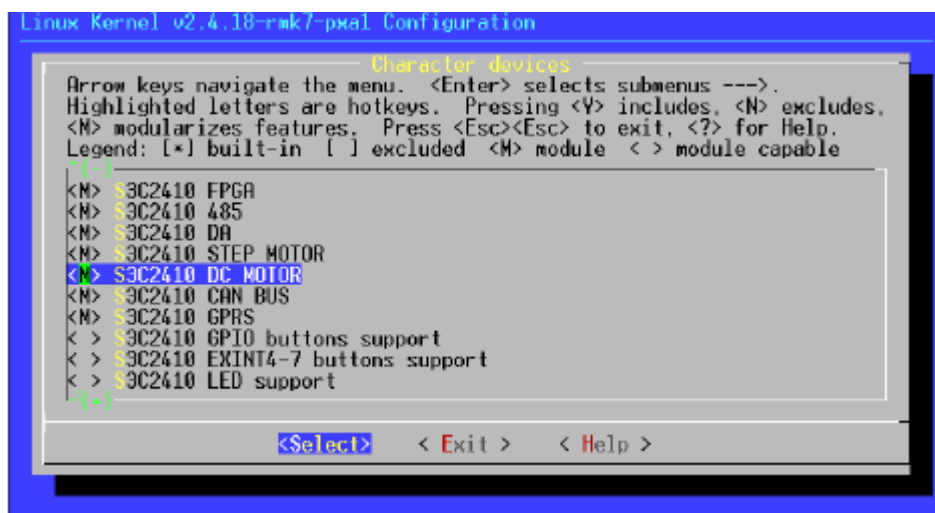 Linux Kernel v2.4.18-rmk7-pxa1 Configuration
Character devices
Arrow keys navigate the menu.  <Enter> selects submenus --->.
Highlighted letters are hotkeys.  Pressing <Y> includes, <N> excludes,
<M> modularizes features.  Press <Esc><Esc> to exit, <?> for Help.
Legend: [*] built-in  [ ] excluded  <M> module  < > module capable
^(-)
<M> S3C2410 FPGA
<M> S3C2410 485
<M> S3C2410 DA
<M> S3C2410 STEP MOTOR
<M> S3C2410 DC MOTOR
<M> S3C2410 CAN BUS
<M> S3C2410 GPRS
< > S3C2410 GPIO buttons support
< > S3C2410 EXINT4-7 buttons support
< > S3C2410 LED support
v(+)
<Select>    < Exit >    < Help >